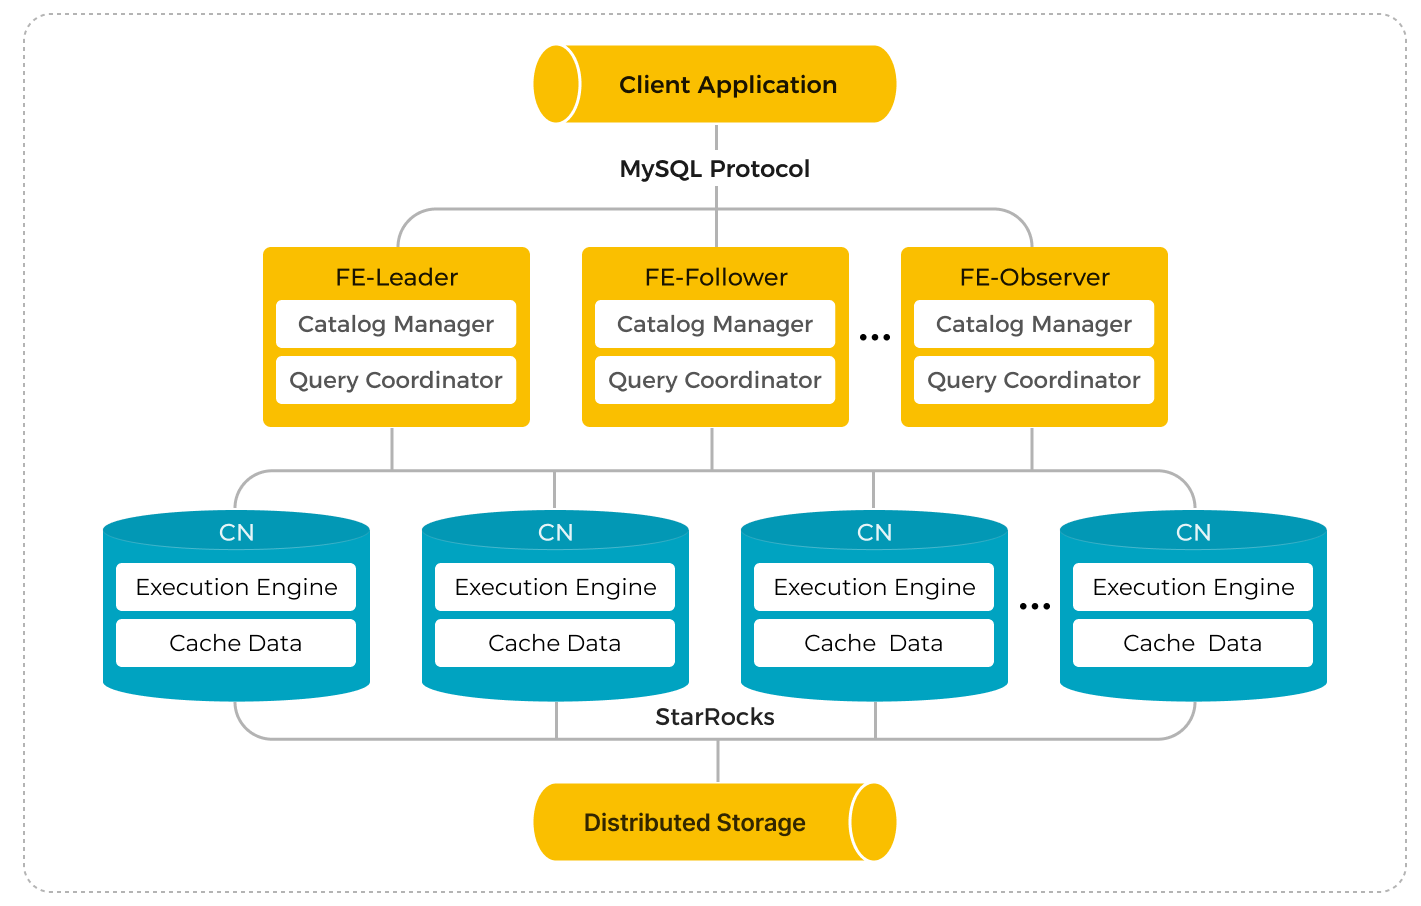 Client Application
MySQL Protocol
FE-Leader
Catalog Manager
Query Coordinator
FE-Follower
Catalog Manager
Query Coordinator
...
FE-Observer
Catalog Manager
Query Coordinator
CN
Execution Engine
Cache Data
CN
Execution Engine
Cache Data
CN
Execution Engine
Cache Data
...
CN
Execution Engine
Cache Data
StarRocks
Distributed Storage